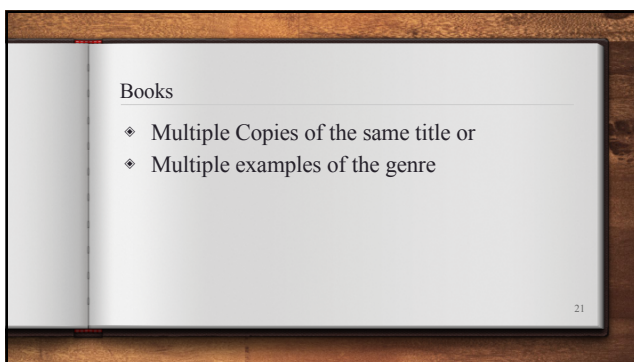 Books
◈ Multiple Copies of the same title or
◈ Multiple examples of the genre
21